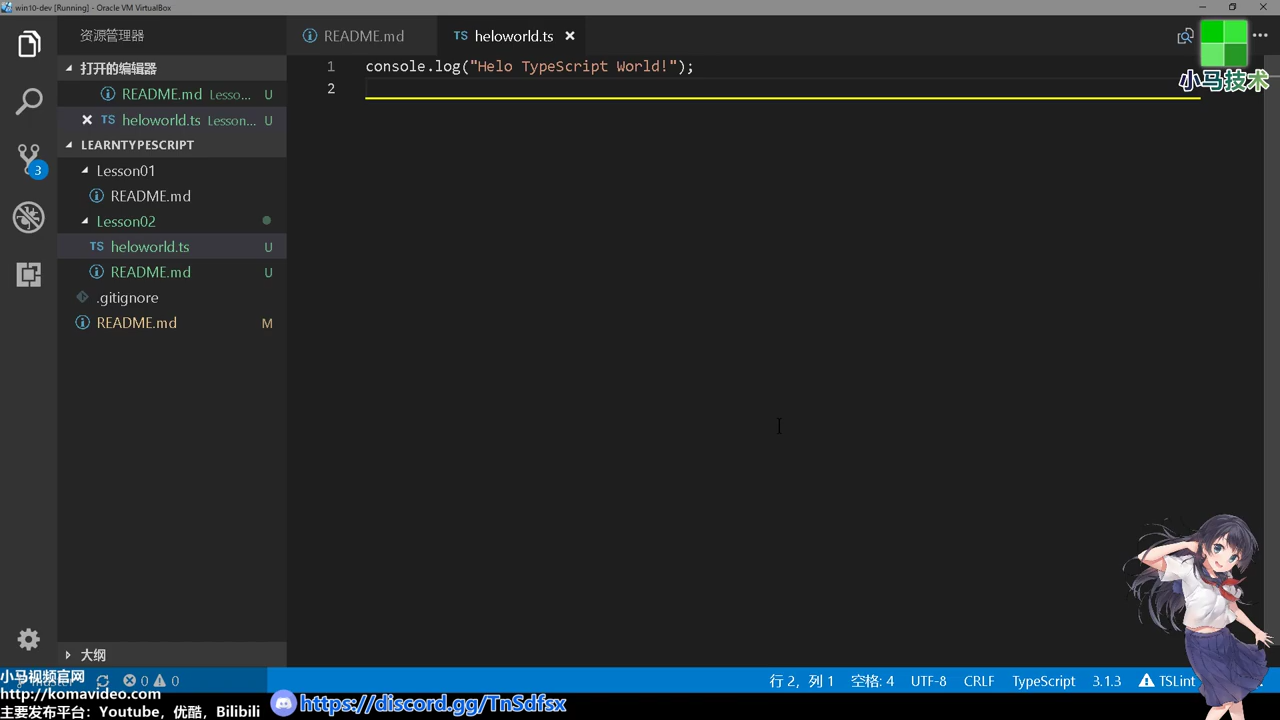 win10-dev [Running] - Oracle VM VirtualBox
资源管理器
README.md
TS heloworld.ts
小马技术
打开的编辑器
README.md Lesso... U
TS heloworld.ts Lesson... U
LEARNTYPESCRIPT
Lesson01
README.md
Lesson02
TS heloworld.ts U
README.md U
.gitignore
README.md M
3
1 console.log("Helo TypeScript World!");
2
大纲
小马视频官网
http://komavideo.com
主要发布平台：Youtube，优酷，Bilibili
0 0
https://discord.gg/TnSdfsx
行 2，列 1 空格: 4 UTF-8 CRLF TypeScript 3.1.3 TSLint